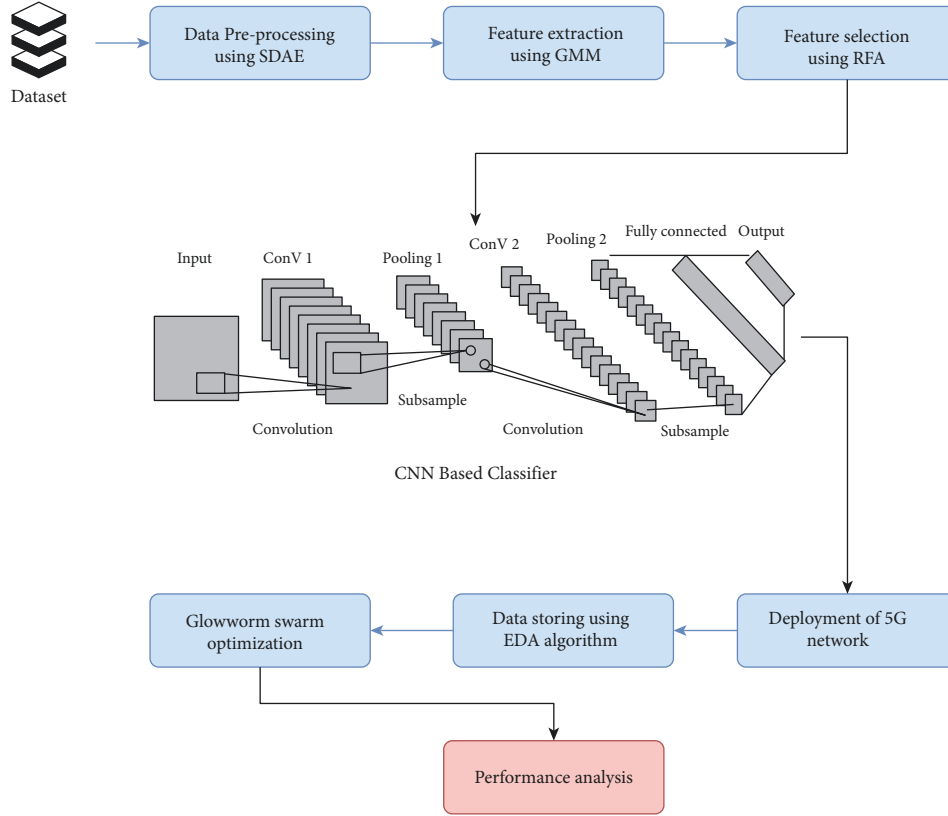 Dataset
Data Pre-processing
using SDAE
Feature extraction
using GMM
Feature selection
using RFA
Input
ConV 1
Pooling 1
ConV 2
Pooling 2
Fully connected
Output
Convolution
Subsample
Convolution
Subsample
CNN Based Classifier
Glowworm swarm
optimization
Data storing using
EDA algorithm
Deployment of 5G
network
Performance analysis